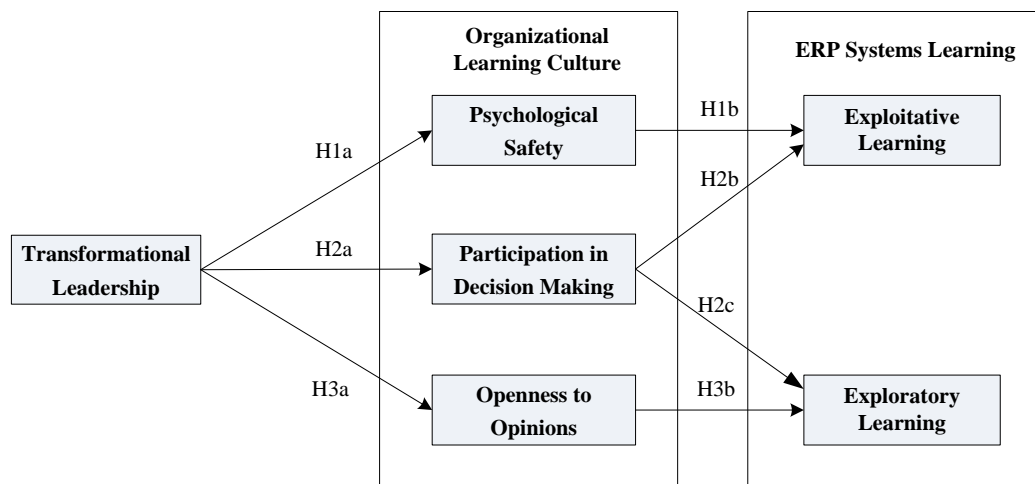 Organizational
Learning Culture
ERP Systems Learning
Psychological
Safety
H1b
Exploitative
Learning
H1a
H2b
Transformational
Leadership
H2a
Participation in
Decision Making
H2c
H3a
Openness to
Opinions
H3b
Exploratory
Learning